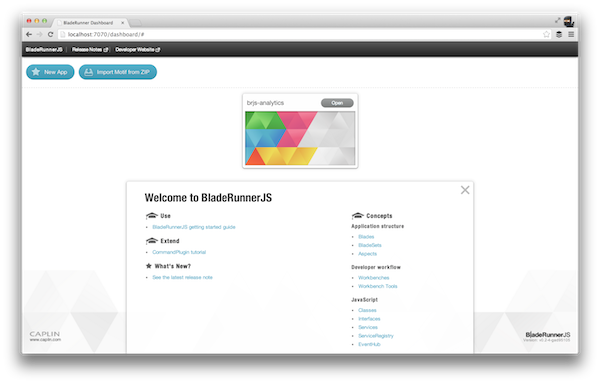 BladeRunner Dashboard
localhost:7070/dashboard/#
BladeRunnerJS
Release Notes
Developer Website
New App
Import Motif from ZIP
brjs-analytics
Open
Welcome to BladeRunnerJS
Use
BladeRunnerJS getting started guide
Extend
CommandPlugin tutorial
What's New?
See the latest release note
Concepts
Application structure
Blades
BladeSets
Aspects
Developer workflow
Workbenches
Workbench Tools
JavaScript
Classes
Interfaces
Services
ServiceRegistry
EventHub
CAPLIN
www.caplin.com
BladeRunnerJS